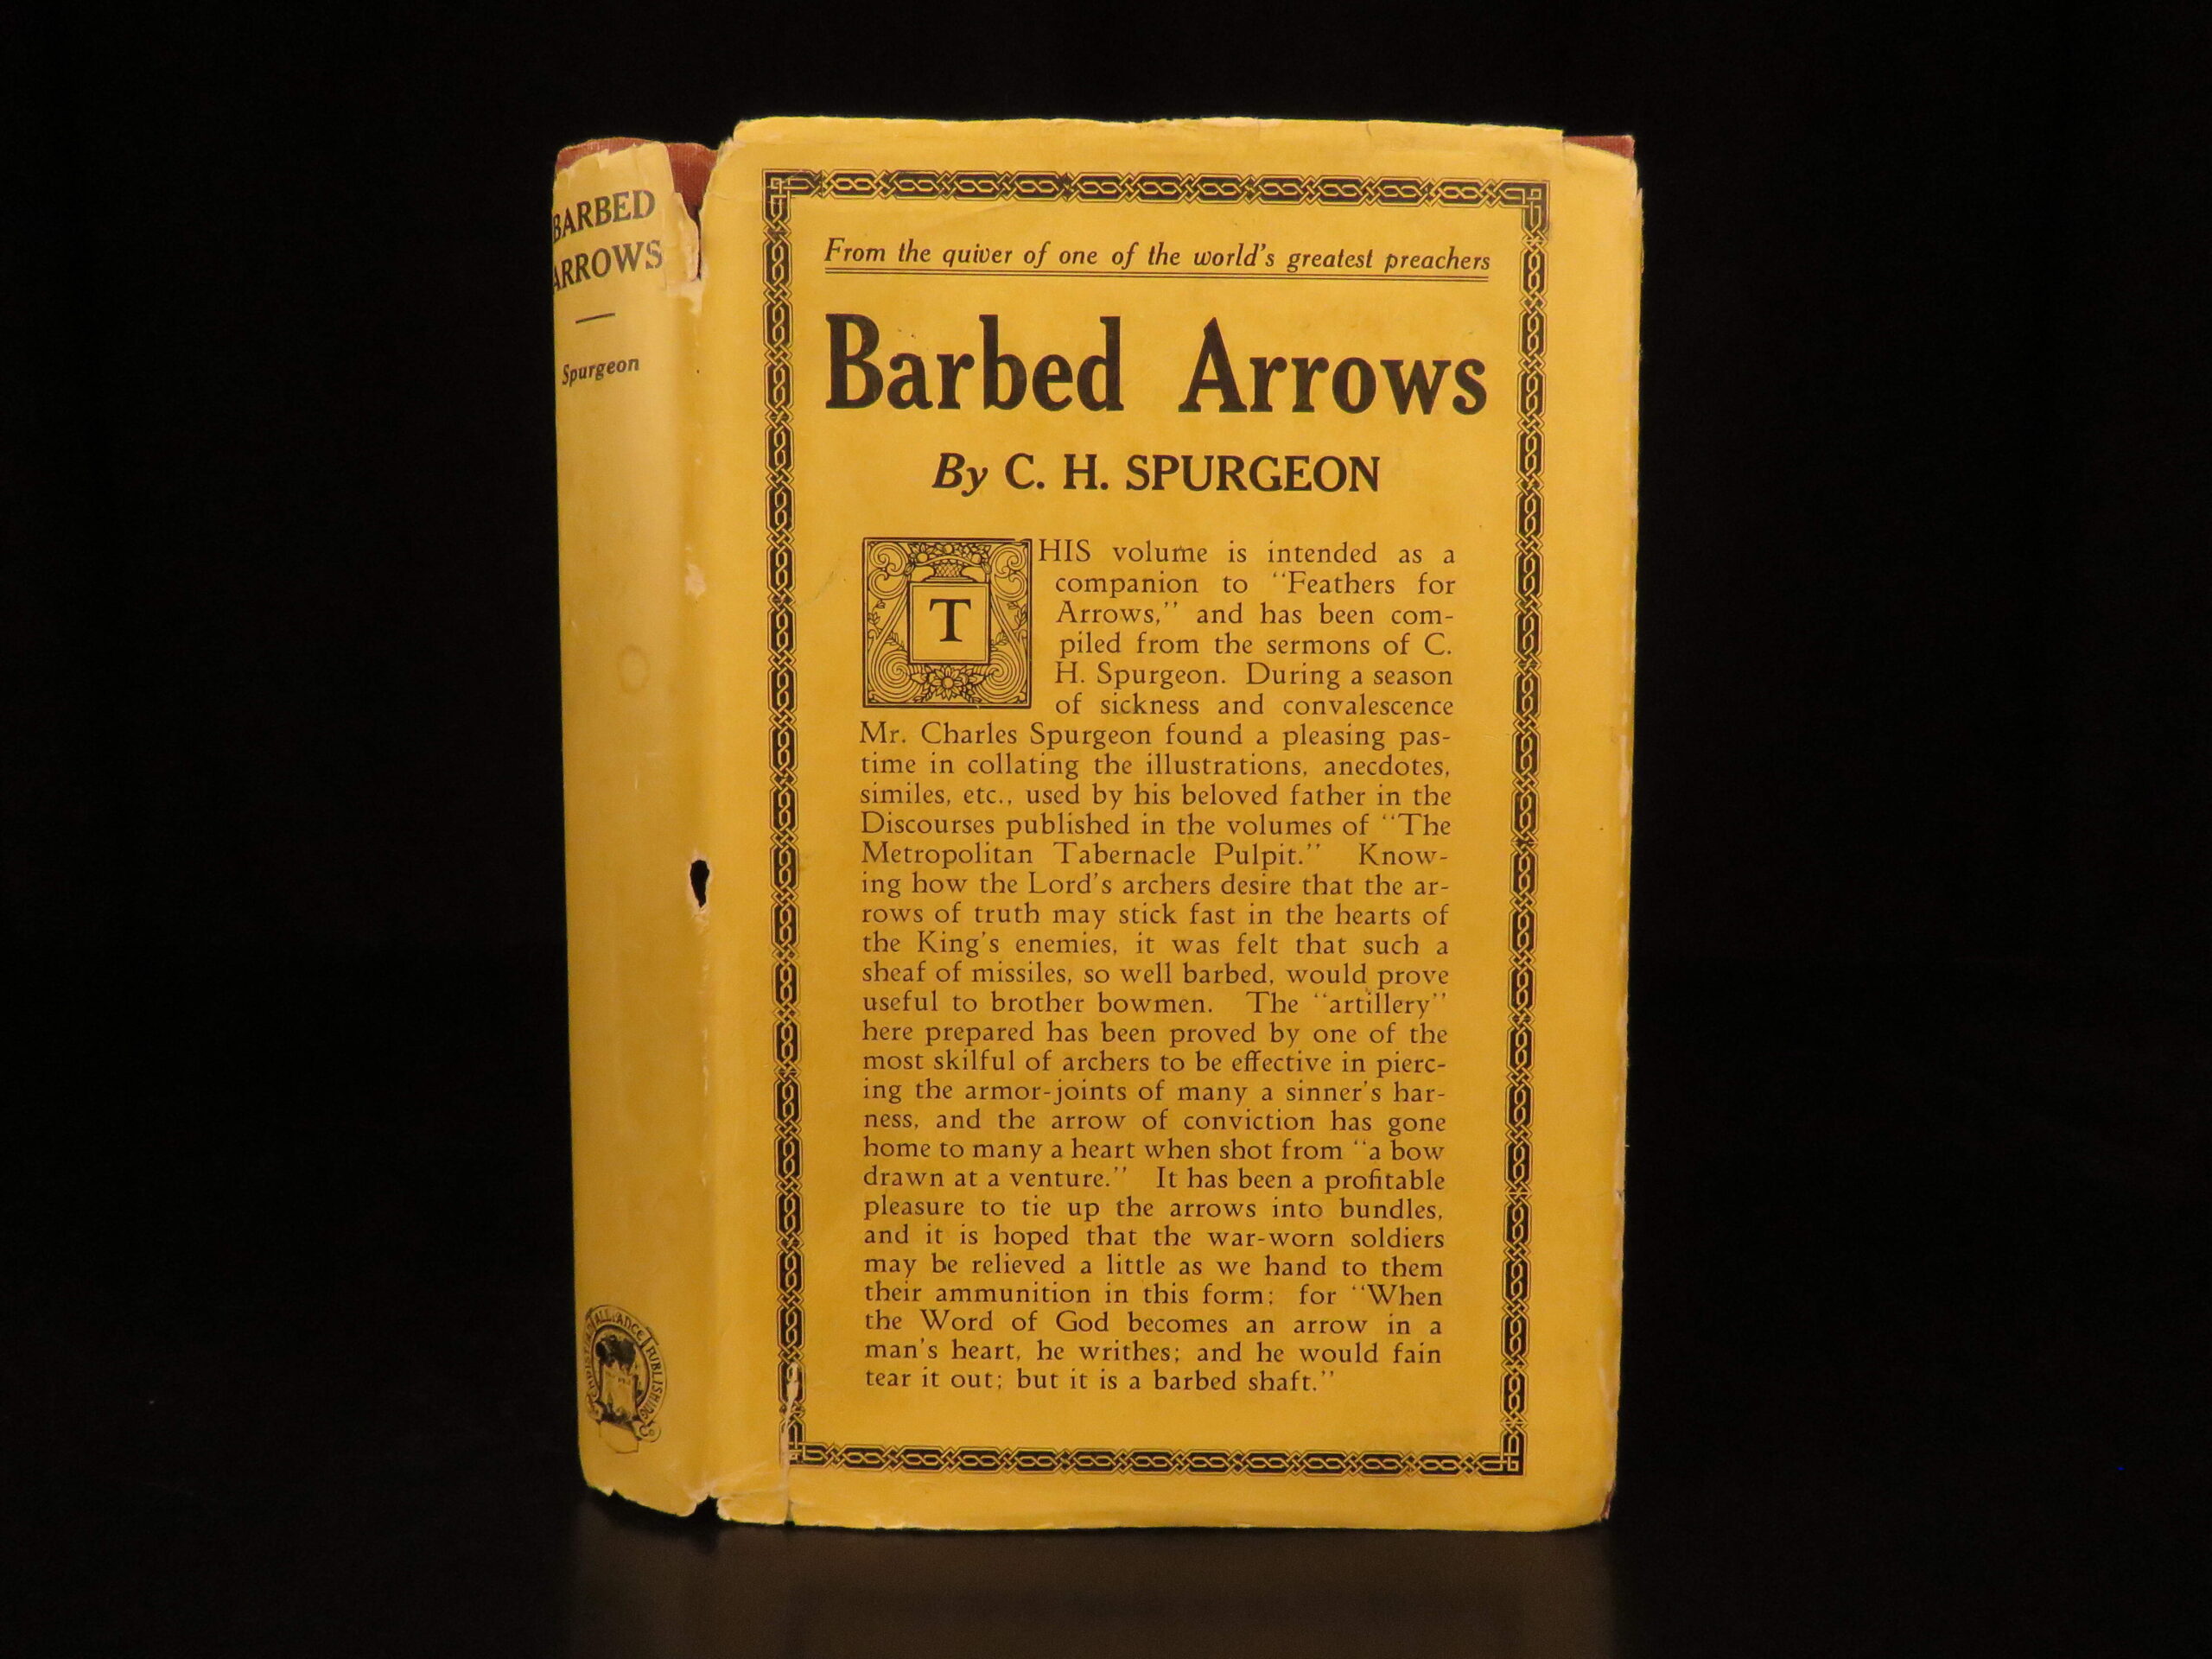 BARBED
ARROWS
Spurgeon
ALLIANCE PUBLISHING
From the quiver of one of the world's greatest preachers
Barbed Arrows
By C. H. SPURGEON
THIS volume is intended as a
companion to "Feathers for
Arrows," and has been com-
piled from the sermons of C.
H. Spurgeon. During a season
of sickness and convalescence
Mr. Charles Spurgeon found a pleasing pas-
time in collating the illustrations, anecdotes,
similes, etc., used by his beloved father in the
Discourses published in the volumes of "The
Metropolitan Tabernacle Pulpit." Know-
ing how the Lord's archers desire that the ar-
rows of truth may stick fast in the hearts of
the King's enemies, it was felt that such a
sheaf of missiles, so well barbed, would prove
useful to brother bowmen. The "artillery"
here prepared has been proved by one of the
most skilful of archers to be effective in pierc-
ing the armor-joints of many a sinner's har-
ness, and the arrow of conviction has gone
home to many a heart when shot from "a bow
drawn at a venture." It has been a profitable
pleasure to tie up the arrows into bundles,
and it is hoped that the war-worn soldiers
may be relieved a little as we hand to them
their ammunition in this form; for "When
the Word of God becomes an arrow in a
man's heart, he writhes; and he would fain
tear it out; but it is a barbed shaft."